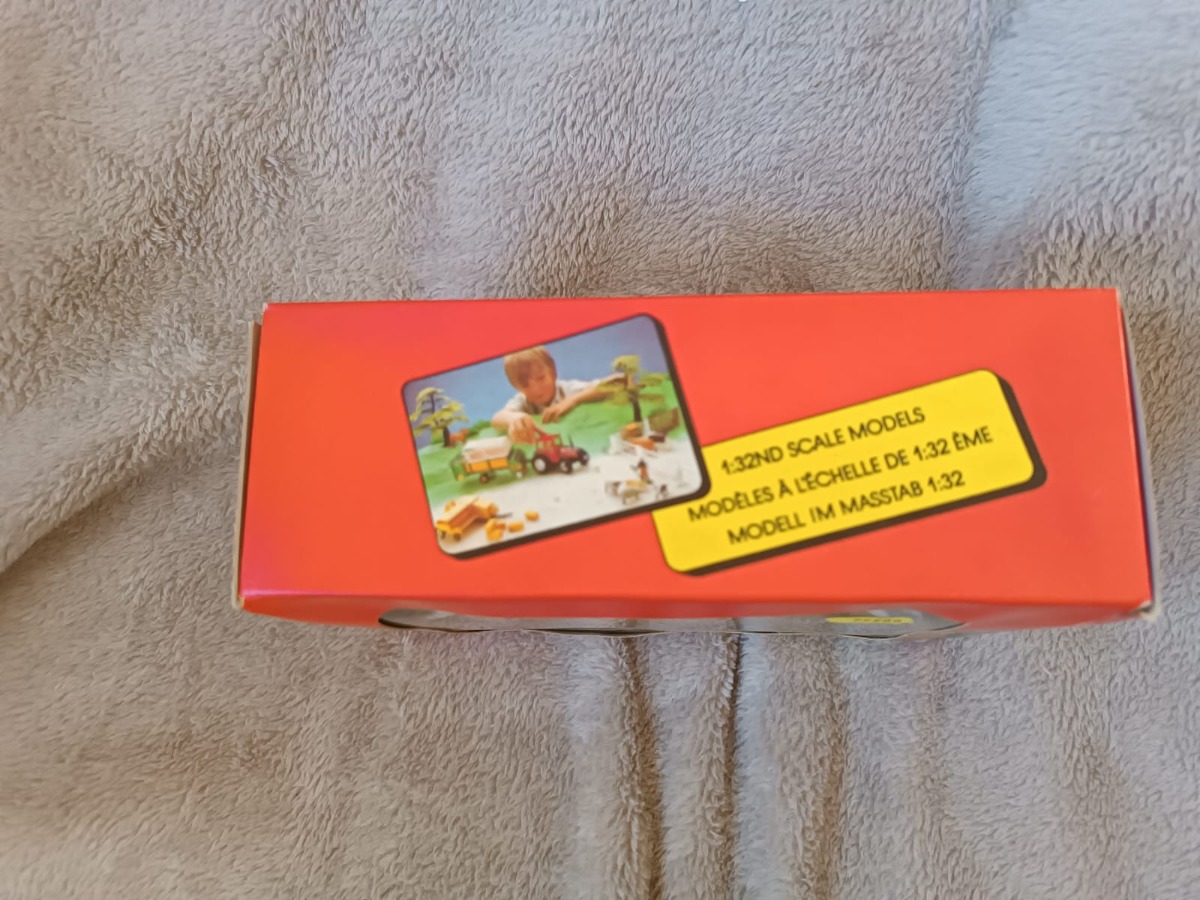 1:32ND SCALE MODELS
MODÈLES À L'ÉCHELLE DE 1:32 ÈME
MODELL IM MASSTAB 1:32